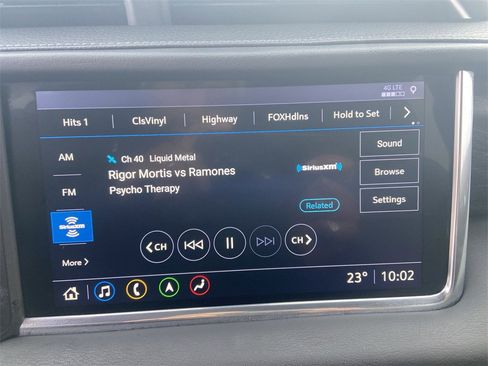 4G LTE
Hits 1 ClsVinyl Highway FOXHdlns Hold to Set
AM
Ch 40 Liquid Metal
Rigor Mortis vs Ramones
Psycho Therapy
SiriusXM
Sound
FM
Browse
SiriusXM
Related
Settings
More
CH CH
23° 10:02